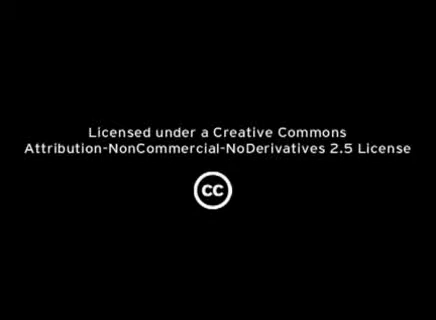 Licensed under a Creative Commons
Attribution-NonCommercial-NoDerivatives 2.5 License
cc